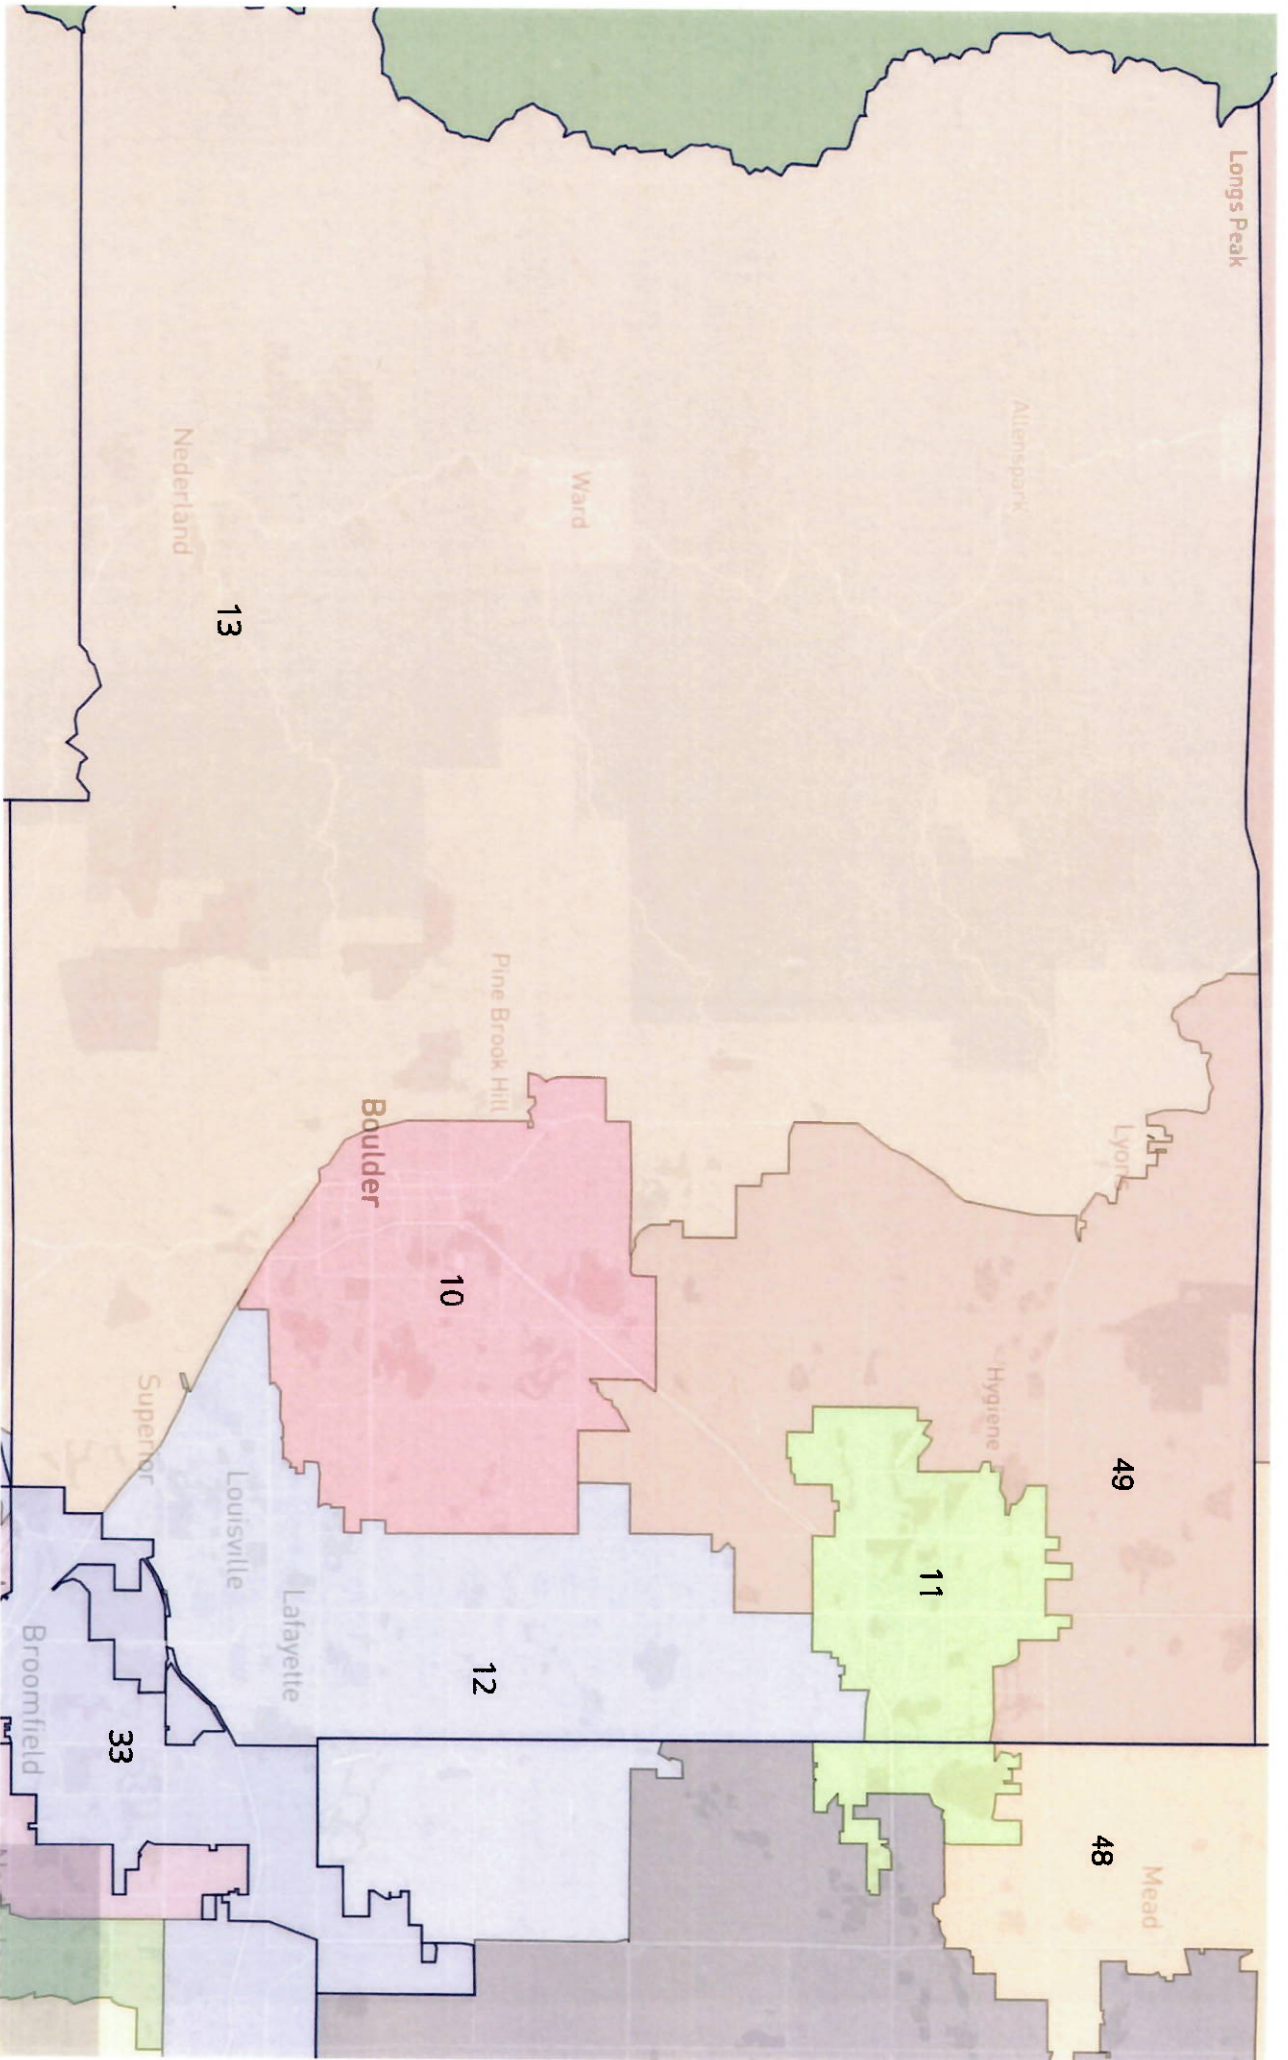 Longs Peak
Allenspark
Ward
Nederland
13
Lyons
Pine Brook Hill
Boulder
10
Hygiene
49
Superior
Louisville
11
Lafayette
12
Broomfield
33
48
Mead